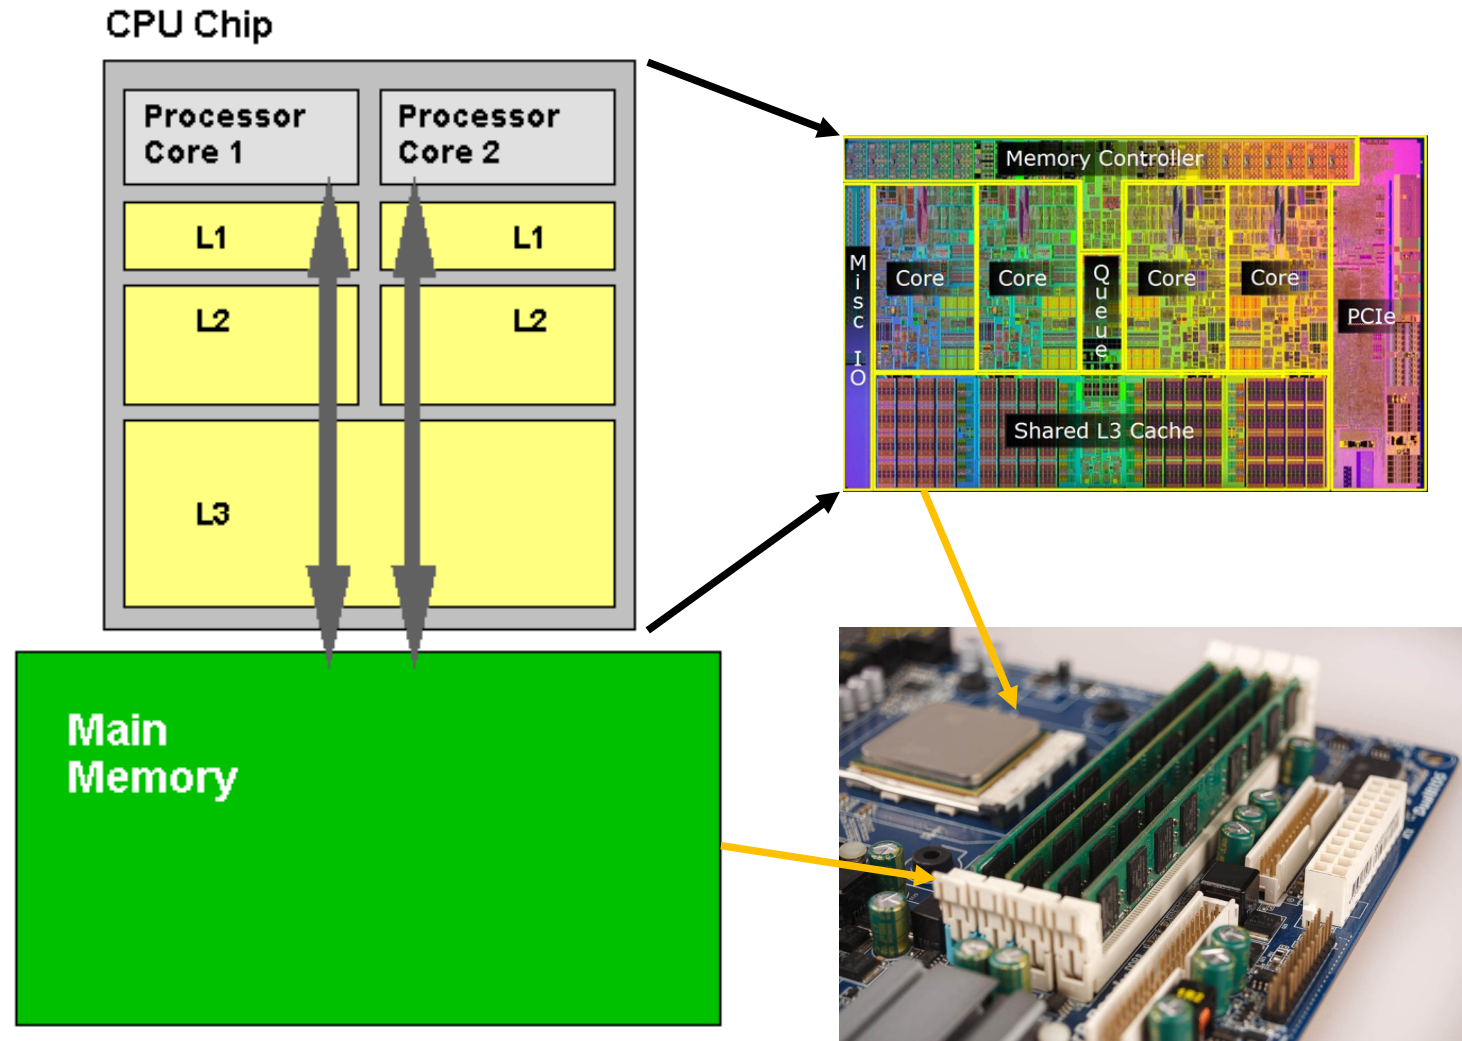 CPU Chip
Processor
Core 1
Processor
Core 2
L1
L1
L2
L2
L3
Main
Memory
Memory Controller
Misc IO
Core
Core
Queue
Core
Core
PCIe
Shared L3 Cache